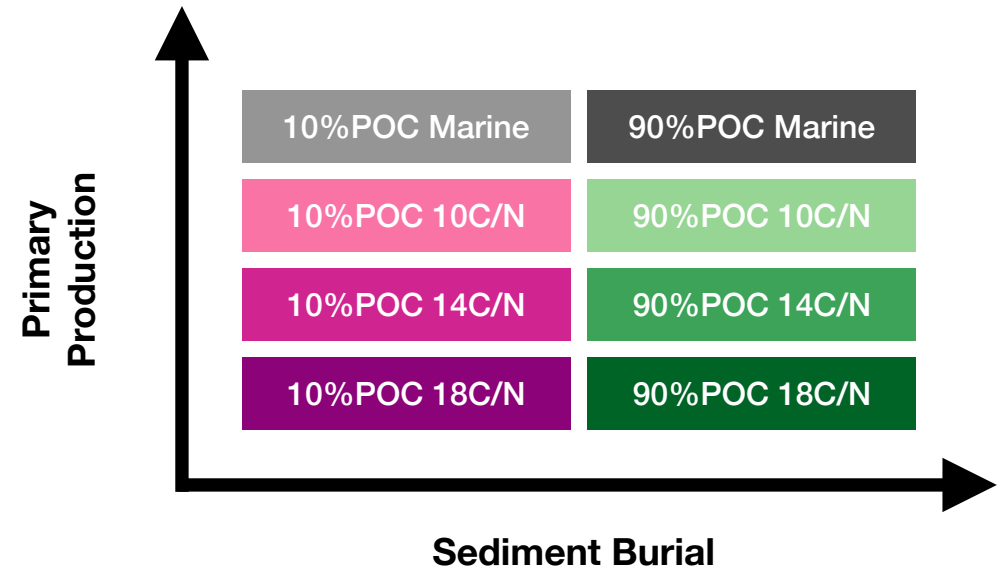 Primary
Production
10%POC Marine
90%POC Marine
10%POC 10C/N
90%POC 10C/N
10%POC 14C/N
90%POC 14C/N
10%POC 18C/N
90%POC 18C/N
Sediment Burial